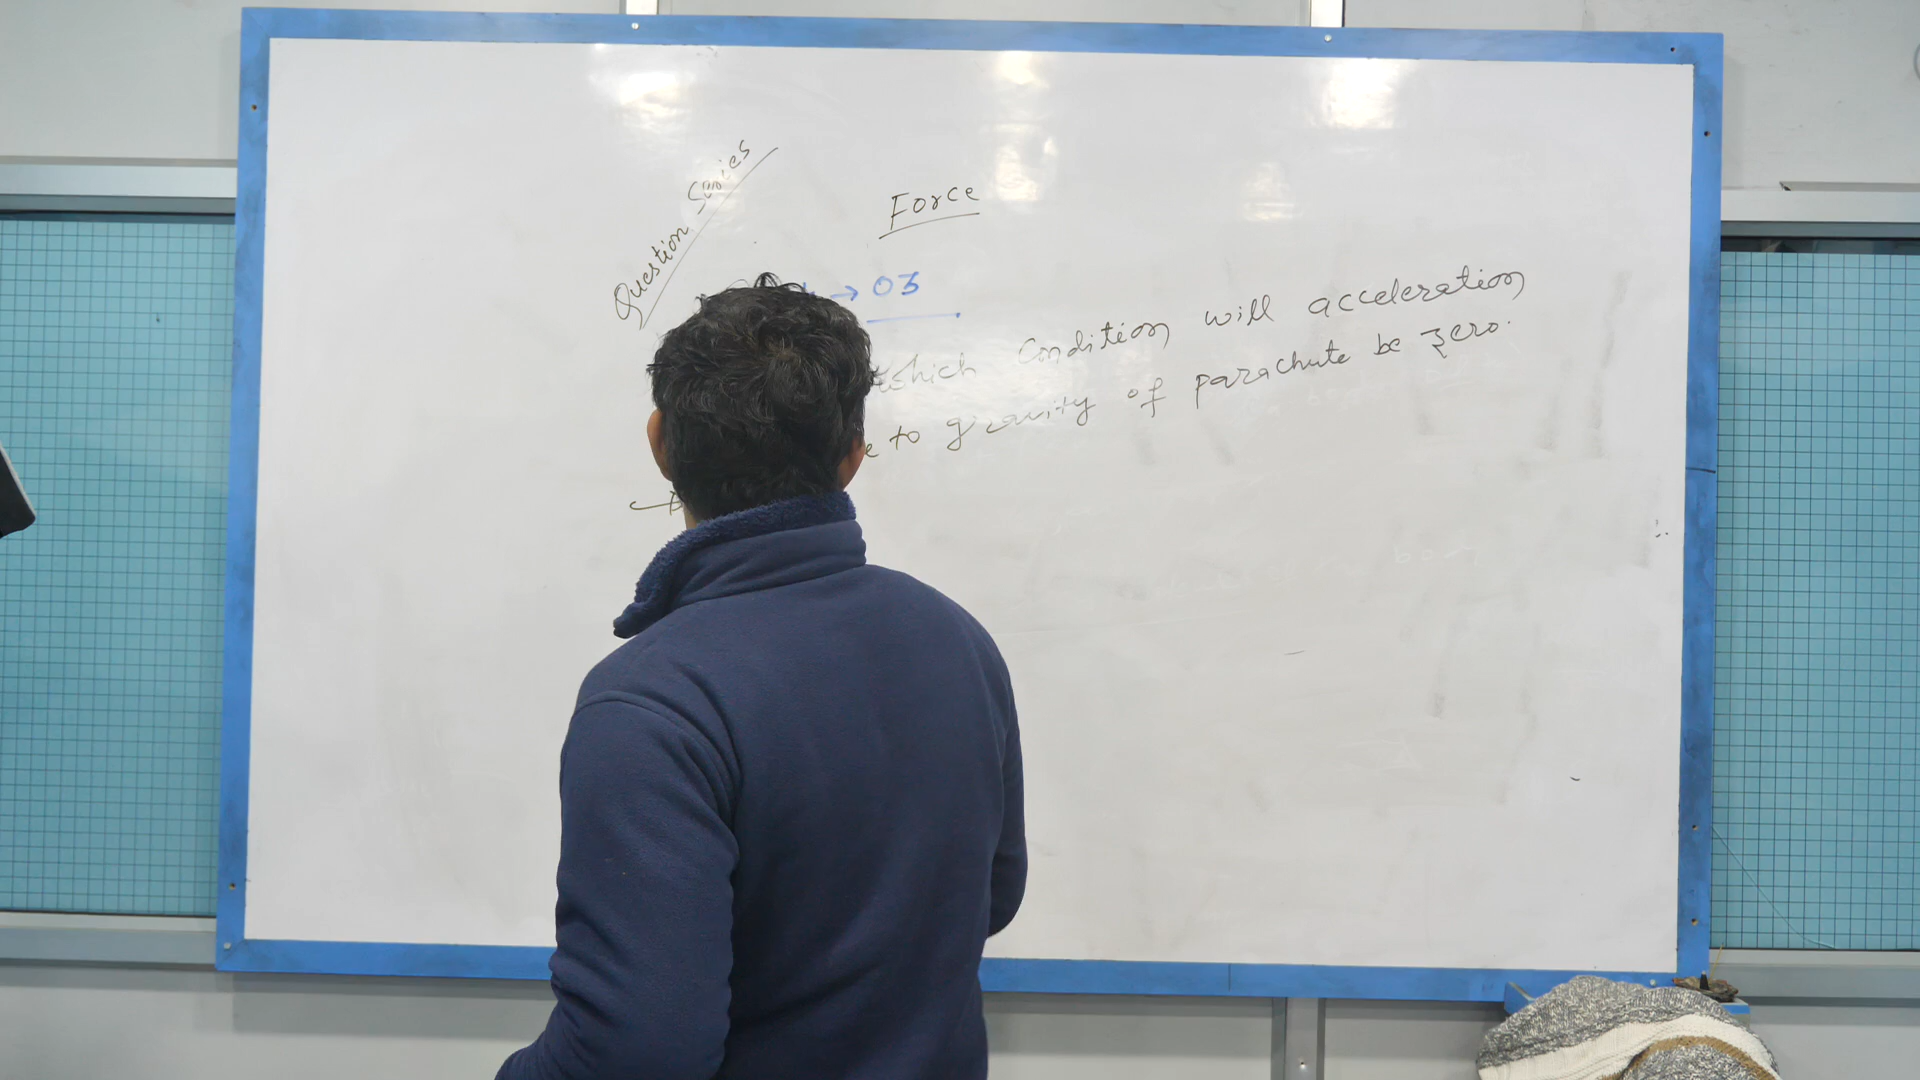 Question Series
Force
→ 03
Which Condition will acceleration
to gravity of parachute be zero.
→